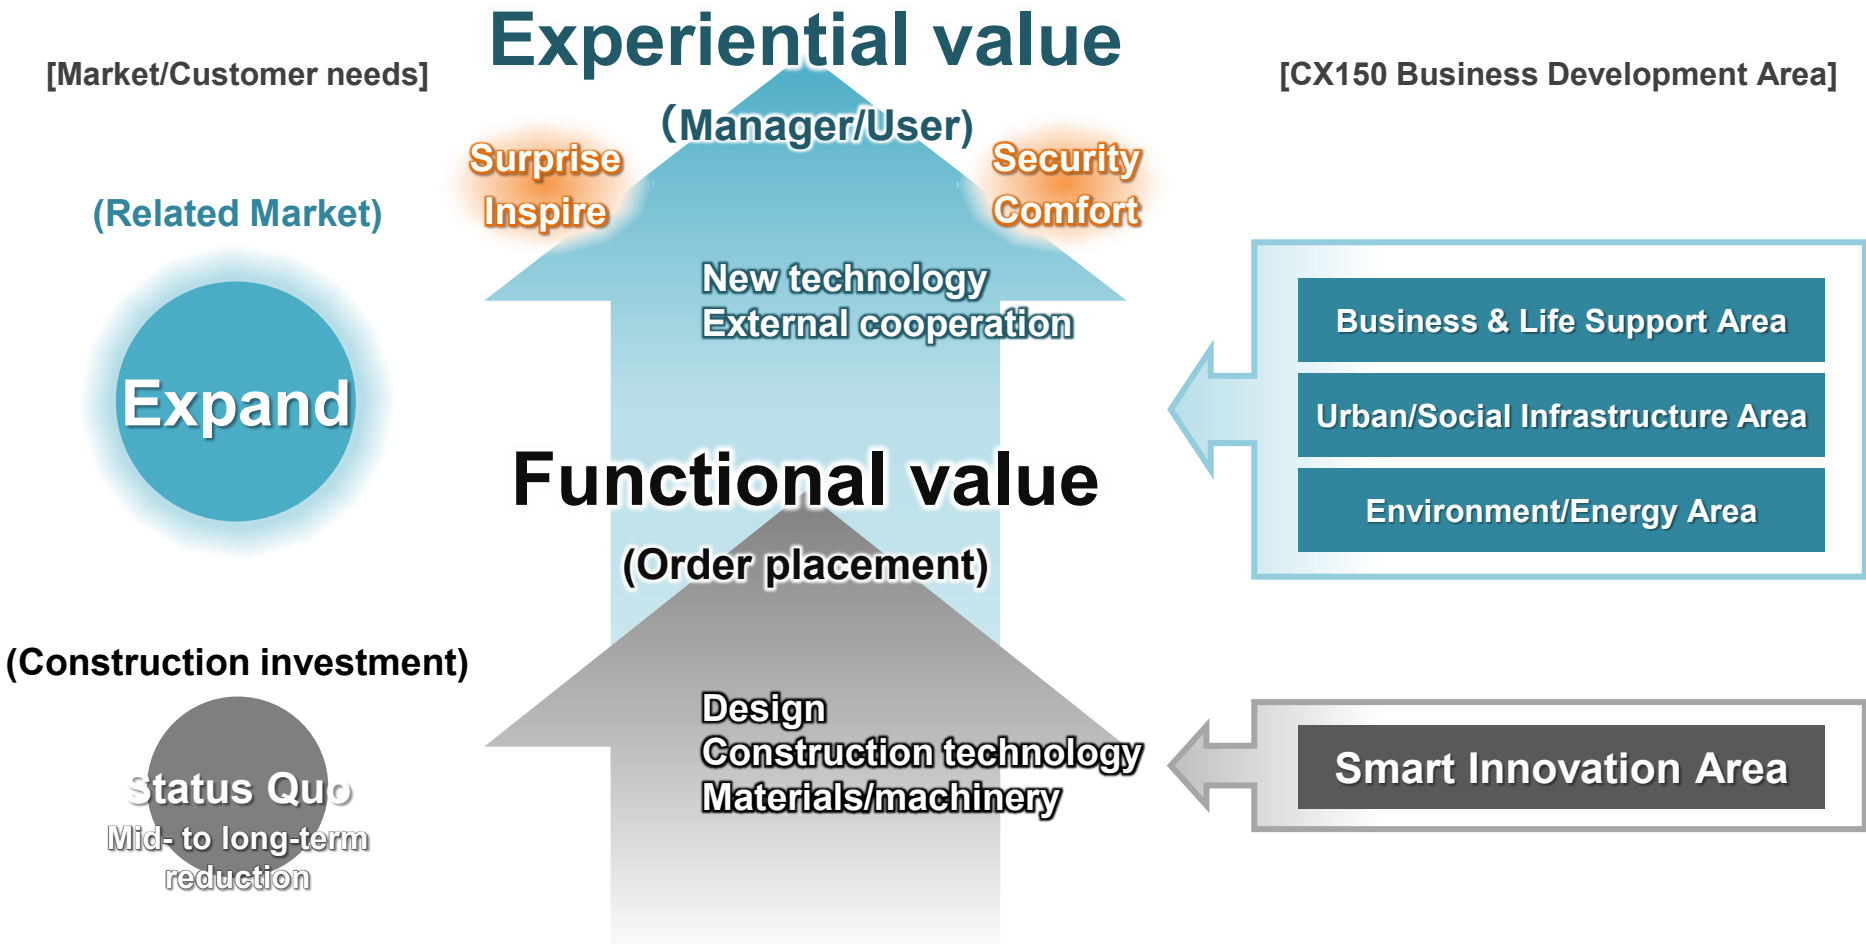 Experiential value
[Market/Customer needs]
[CX150 Business Development Area]
(Manager/User)
Surprise
Inspire
Security
Comfort
(Related Market)
Expand
New technology
External cooperation
Business & Life Support Area
Urban/Social Infrastructure Area
Environment/Energy Area
Functional value
(Order placement)
(Construction investment)
Status Quo
Mid- to long-term
reduction
Design
Construction technology
Materials/machinery
Smart Innovation Area